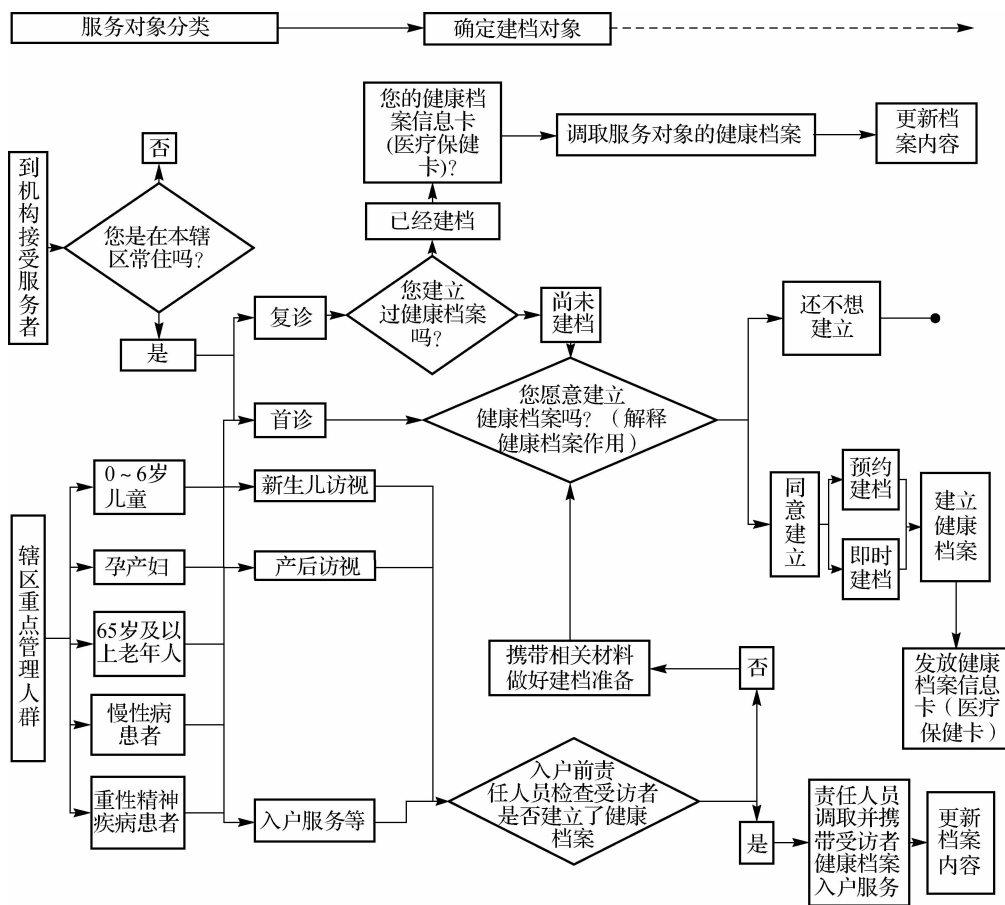 服务对象分类
确定建档对象
到机构接受服务者
否
您是在本辖
区常住吗？
是
您的健康档
案信息卡
(医疗保健
卡)？
调取服务对象的健康档案
更新档
案内容
已经建档
复诊
您建立
过健康档案
吗？
尚未
建档
还不想
建立
首诊
您愿意建立
健康档案吗？（解释
健康档案作用）
辖区重点管理人群
0～6岁
儿童
孕产妇
65岁及以
上老年人
慢性病
患者
重性精神
疾病患者
新生儿访视
产后访视
入户服务等
同意建立
预约
建档
即时
建档
建立
健康
档案
发放健康
档案信息
卡（医疗
保健卡）
携带相关材料
做好建档准备
否
入户前责
任人员检查受访者
是否建立了健康
档案
是
责任人员
调取并携
带受访者
健康档案
入户服务
更新
档案
内容